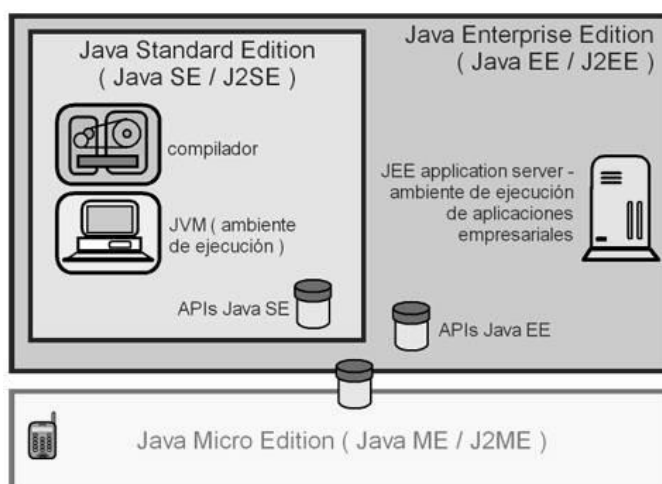 Java Standard Edition
( Java SE / J2SE )
compilador
JVM ( ambiente
de ejecución )
APIs Java SE
Java Enterprise Edition
( Java EE / J2EE )
JEE application server -
ambiente de ejecución
de aplicaciones
empresariales
APIs Java EE
Java Micro Edition ( Java ME / J2ME )